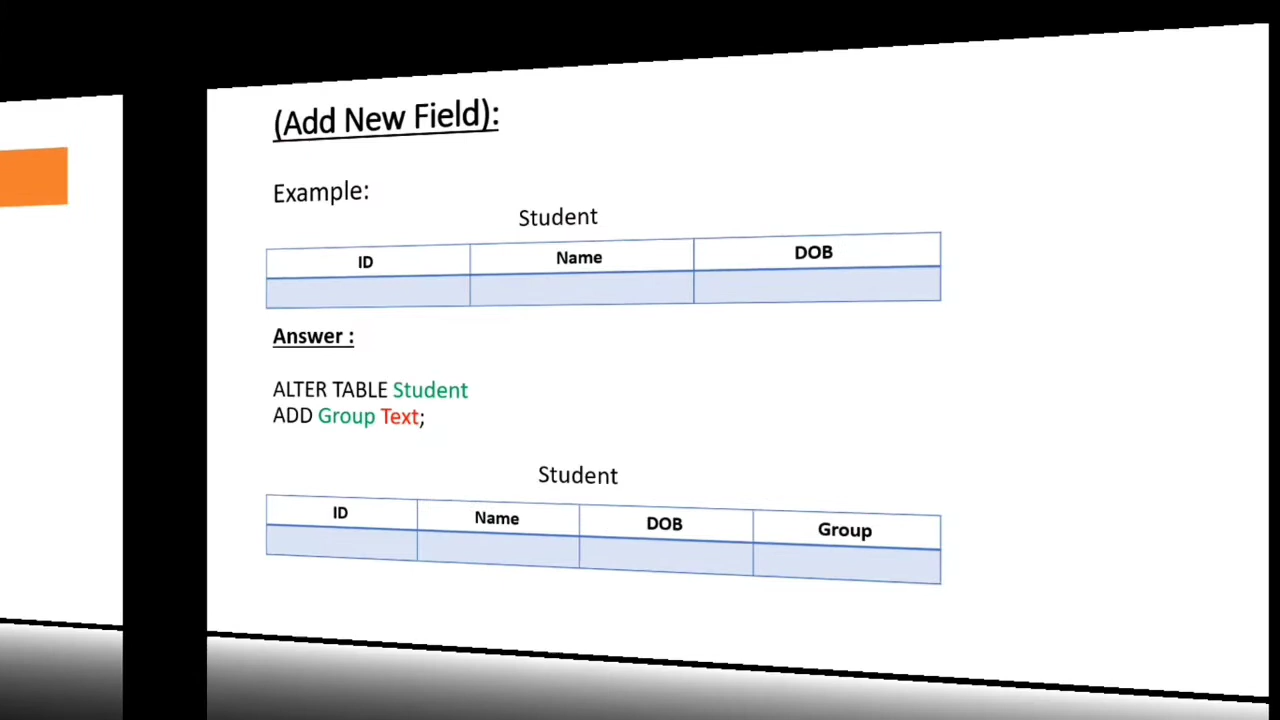 (Add New Field):
Example:
Student
ID Name DOB
Answer :
ALTER TABLE Student
ADD Group Text;
Student
ID Name DOB Group